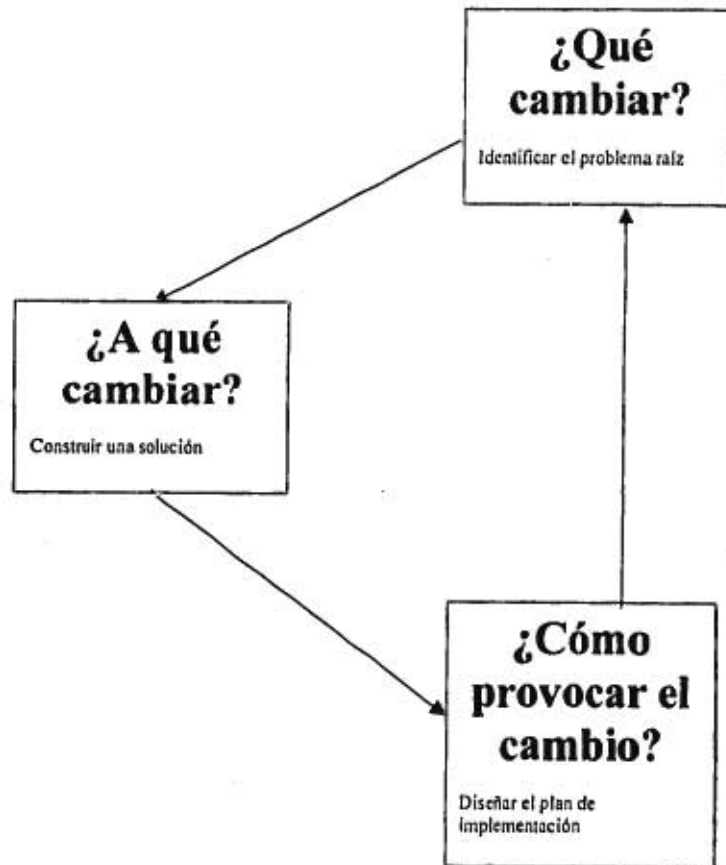 ¿Qué
cambiar?
Identificar el problema raíz
¿A qué
cambiar?
Construir una solución
¿Cómo
provocar el
cambio?
Diseñar el plan de
implementación